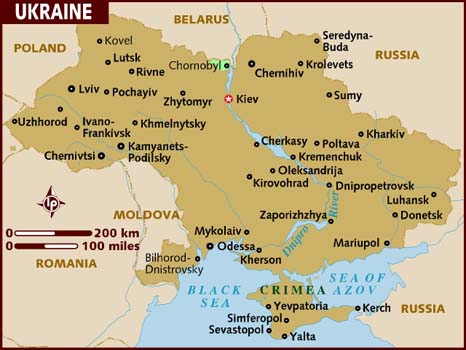 UKRAINE
BELARUS
POLAND
RUSSIA
Kovel
Lutsk
Rivne
Chornobyl
Seredyna-
Buda
Chernihiv
Krolevets
Lviv
Pochayiv
Zhytomyr
Kiev
Sumy
Uzhhorod
Ivano-
Frankivsk
Khmelnytsky
Cherkasy
Poltava
Kharkiv
Chernivtsi
Kamyanets-
Podilsky
Kremenchuk
Oleksandrija
Kirovohrad
Dnipropetrovsk
Luhansk
Donetsk
LP
MOLDOVA
Zaporizhzhya
Dnipro
River
0
200 km
0
100 miles
Mykolaiv
Odessa
Kherson
Mariupol
ROMANIA
Bilhorod-
Dnistrovsky
BLACK
SEA
CRIMEA
SEA OF
AZOV
RUSSIA
Yevpatoria
Kerch
Simferopol
Sevastopol
Yalta